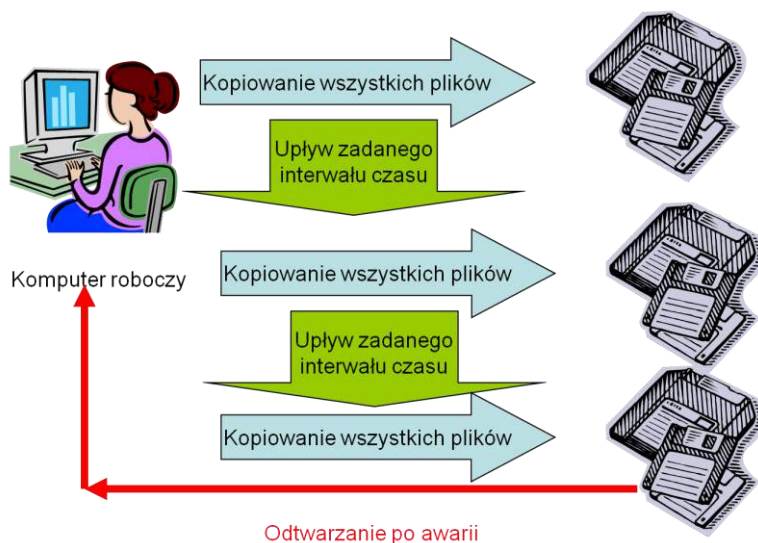 Kopiowanie wszystkich plików
Upływ zadanego
interwału czasu
Komputer roboczy
Kopiowanie wszystkich plików
Upływ zadanego
interwału czasu
Kopiowanie wszystkich plików
Odtwarzanie po awarii